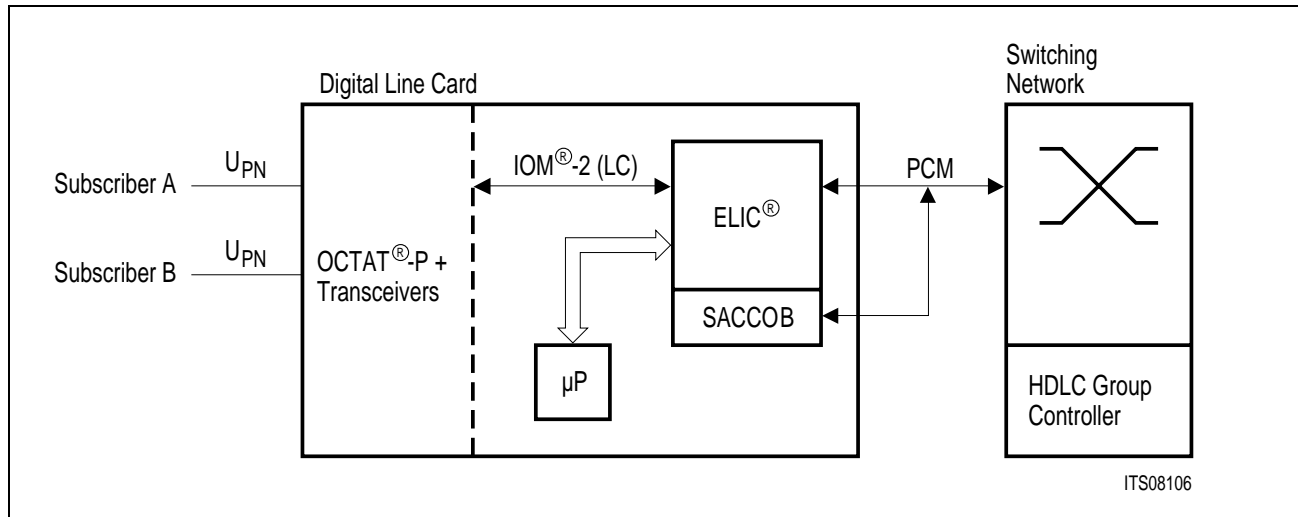 Switching
Network
Digital Line Card
Subscriber A
UPN
IOM®-2 (LC)
PCM
ELIC®
Subscriber B
UPN
OCTAT®-P +
Transceivers
SACCOB
µP
HDLC Group
Controller
ITS08106